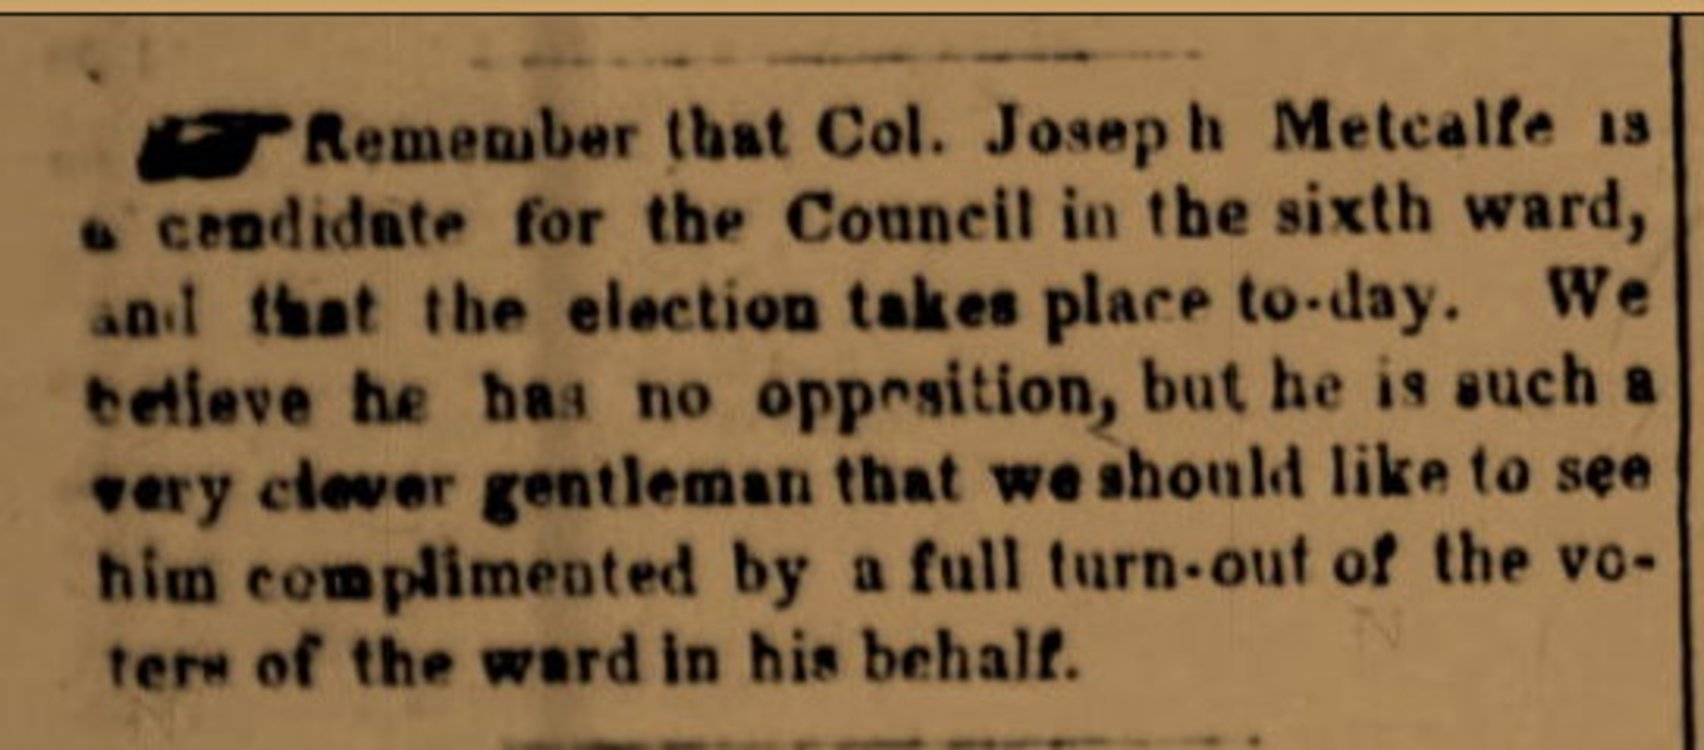 ☛Remember that Col. Joseph Metcalfe is
a candidate for the Council in the sixth ward,
and that the election takes place to-day. We
believe he has no opposition, but he is such a
very clever gentleman that we should like to see
him complimented by a full turn-out of the vo-
ters of the ward in his behalf.